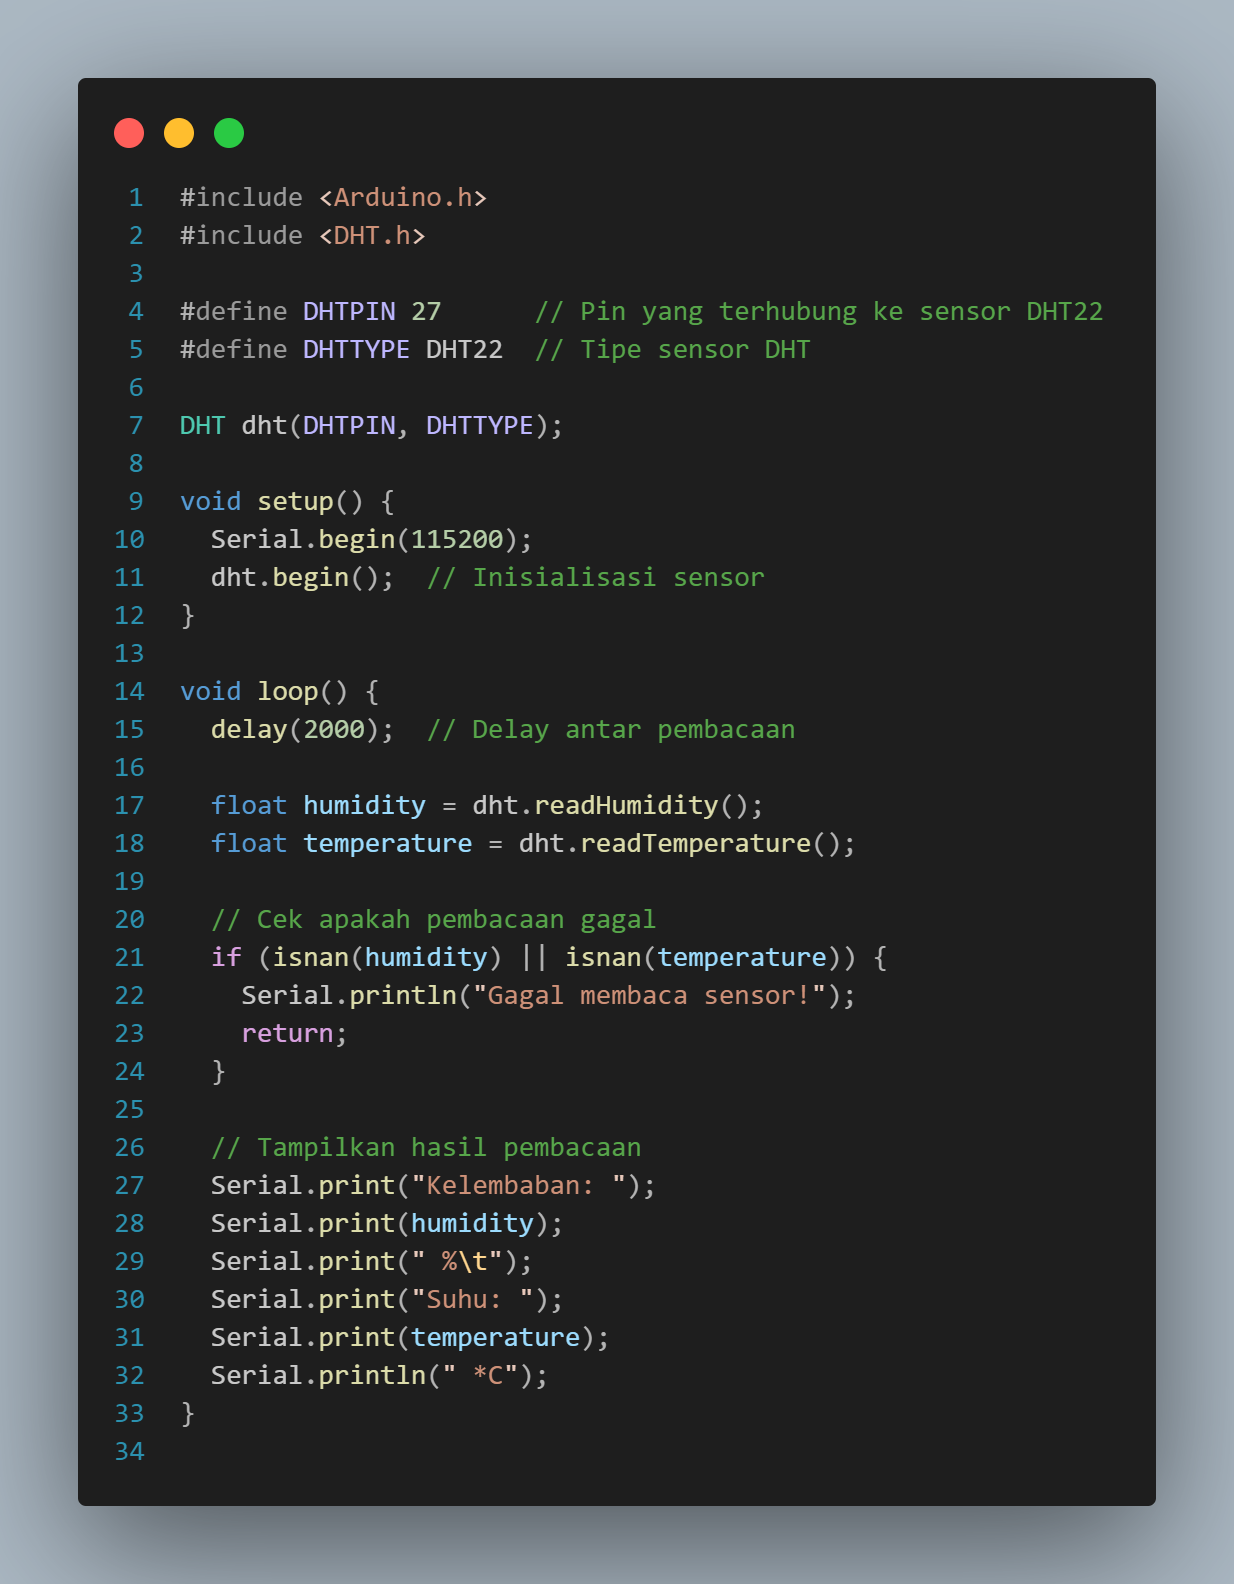 1 #include <Arduino.h>
2 #include <DHT.h>
3
4 #define DHTPIN 27      // Pin yang terhubung ke sensor DHT22
5 #define DHTTYPE DHT22  // Tipe sensor DHT
6
7 DHT dht(DHTPIN, DHTTYPE);
8
9 void setup() {
10   Serial.begin(115200);
11   dht.begin();  // Inisialisasi sensor
12 }
13
14 void loop() {
15   delay(2000);  // Delay antar pembacaan
16
17   float humidity = dht.readHumidity();
18   float temperature = dht.readTemperature();
19
20   // Cek apakah pembacaan gagal
21   if (isnan(humidity) || isnan(temperature)) {
22     Serial.println("Gagal membaca sensor!");
23     return;
24   }
25
26   // Tampilkan hasil pembacaan
27   Serial.print("Kelembaban: ");
28   Serial.print(humidity);
29   Serial.print(" %\t");
30   Serial.print("Suhu: ");
31   Serial.print(temperature);
32   Serial.println(" *C");
33 }
34